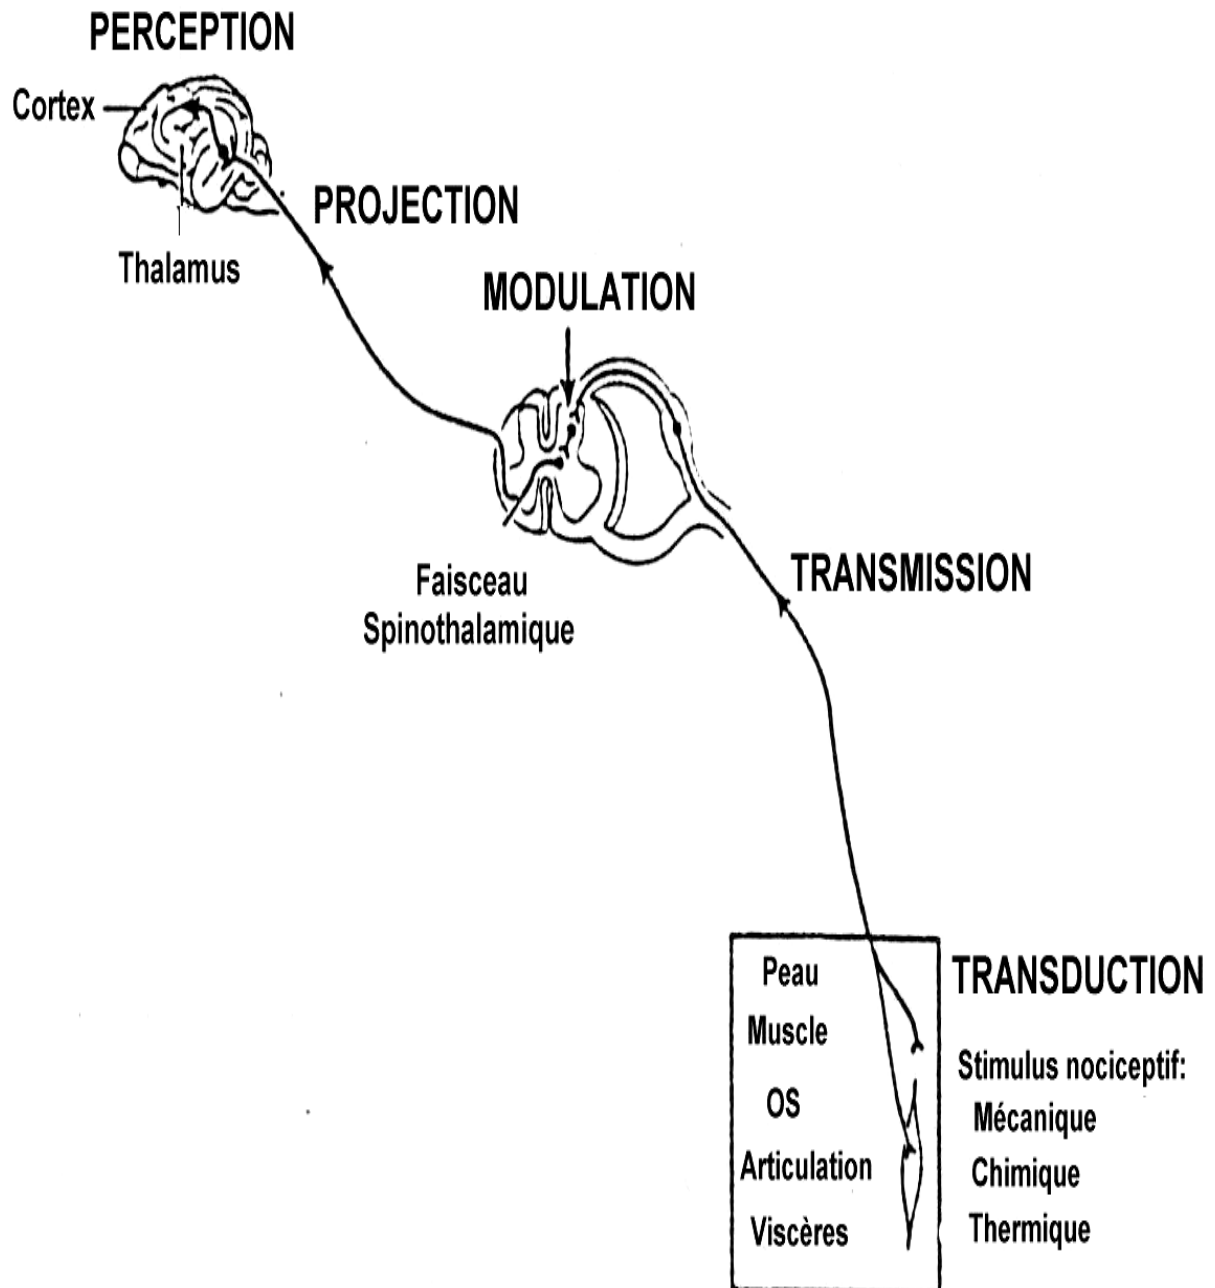 PERCEPTION
Cortex
PROJECTION
Thalamus
MODULATION
Faisceau
Spinothalamique
TRANSMISSION
Peau
Muscle
OS
Articulation
Viscères
TRANSDUCTION
Stimulus nociceptif:
Mécanique
Chimique
Thermique